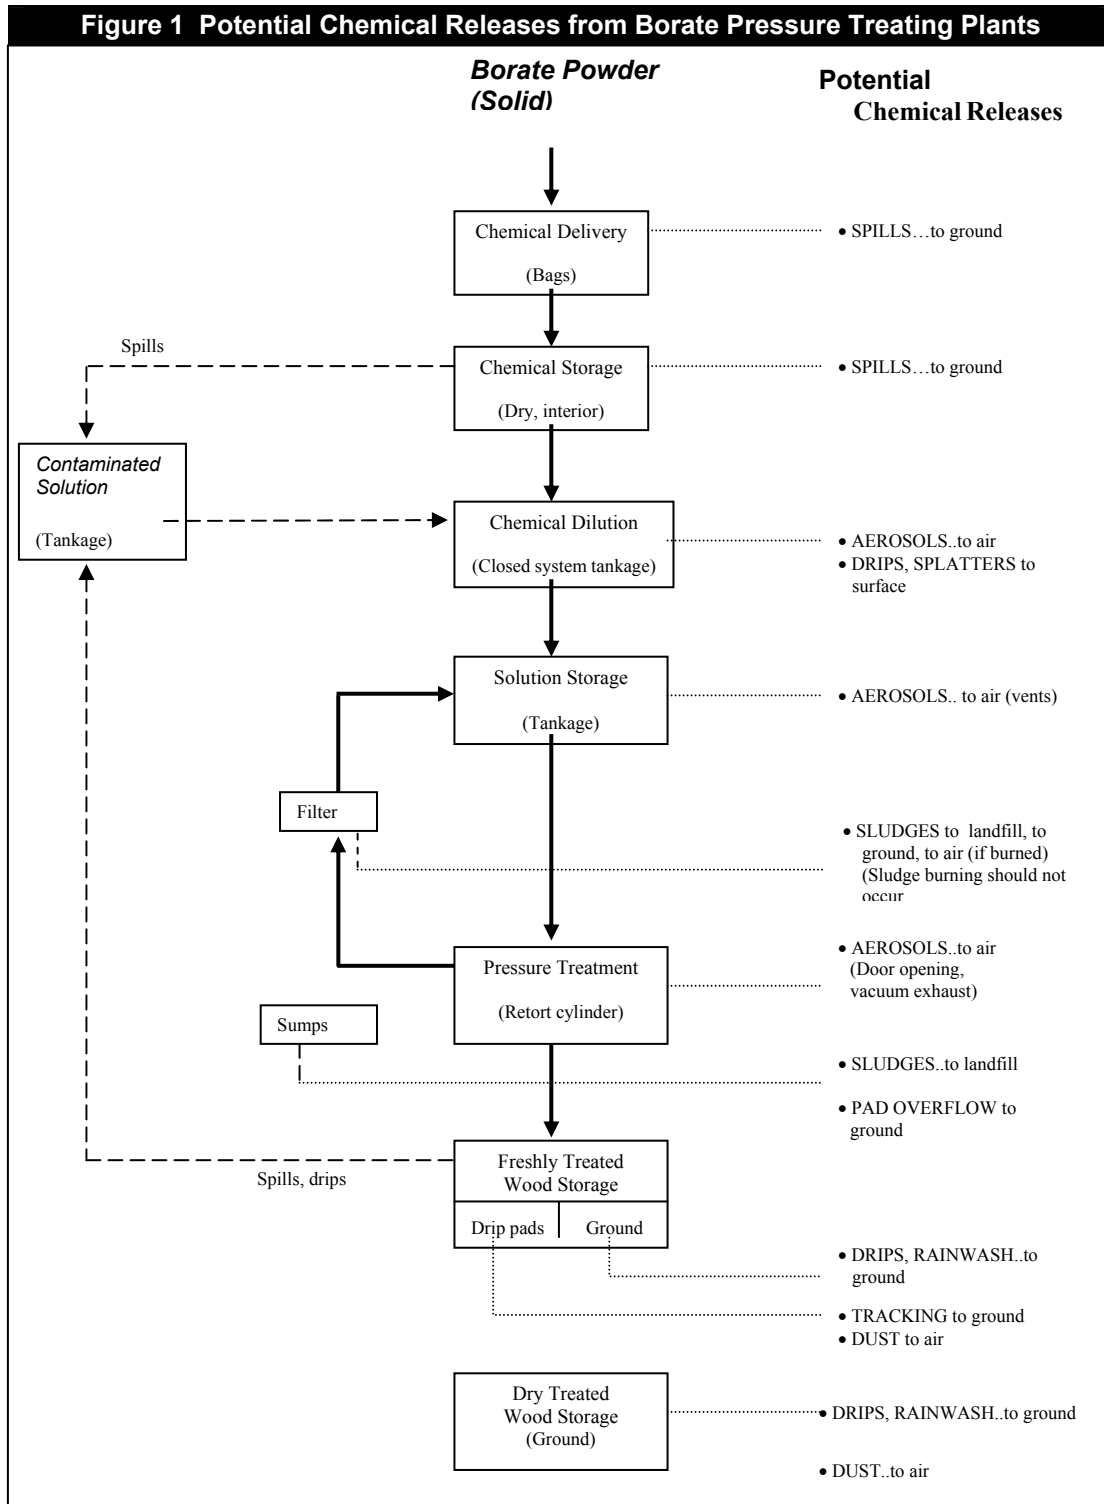 Figure 1  Potential Chemical Releases from Borate Pressure Treating Plants
Borate Powder
(Solid)
Potential
Chemical Releases
Chemical Delivery
(Bags)
• SPILLS…to ground
Spills
Chemical Storage
(Dry, interior)
• SPILLS…to ground
Contaminated
Solution
(Tankage)
Chemical Dilution
(Closed system tankage)
• AEROSOLS..to air
• DRIPS, SPLATTERS to
surface
Solution Storage
(Tankage)
• AEROSOLS.. to air (vents)
Filter
• SLUDGES to landfill, to
ground, to air (if burned)
(Sludge burning should not
occur
Pressure Treatment
(Retort cylinder)
• AEROSOLS..to air
(Door opening,
vacuum exhaust)
Sumps
• SLUDGES..to landfill
• PAD OVERFLOW to
ground
Spills, drips
Freshly Treated
Wood Storage
Drip pads
Ground
• DRIPS, RAINWASH..to
ground
• TRACKING to ground
• DUST to air
Dry Treated
Wood Storage
(Ground)
• DRIPS, RAINWASH..to ground
• DUST..to air